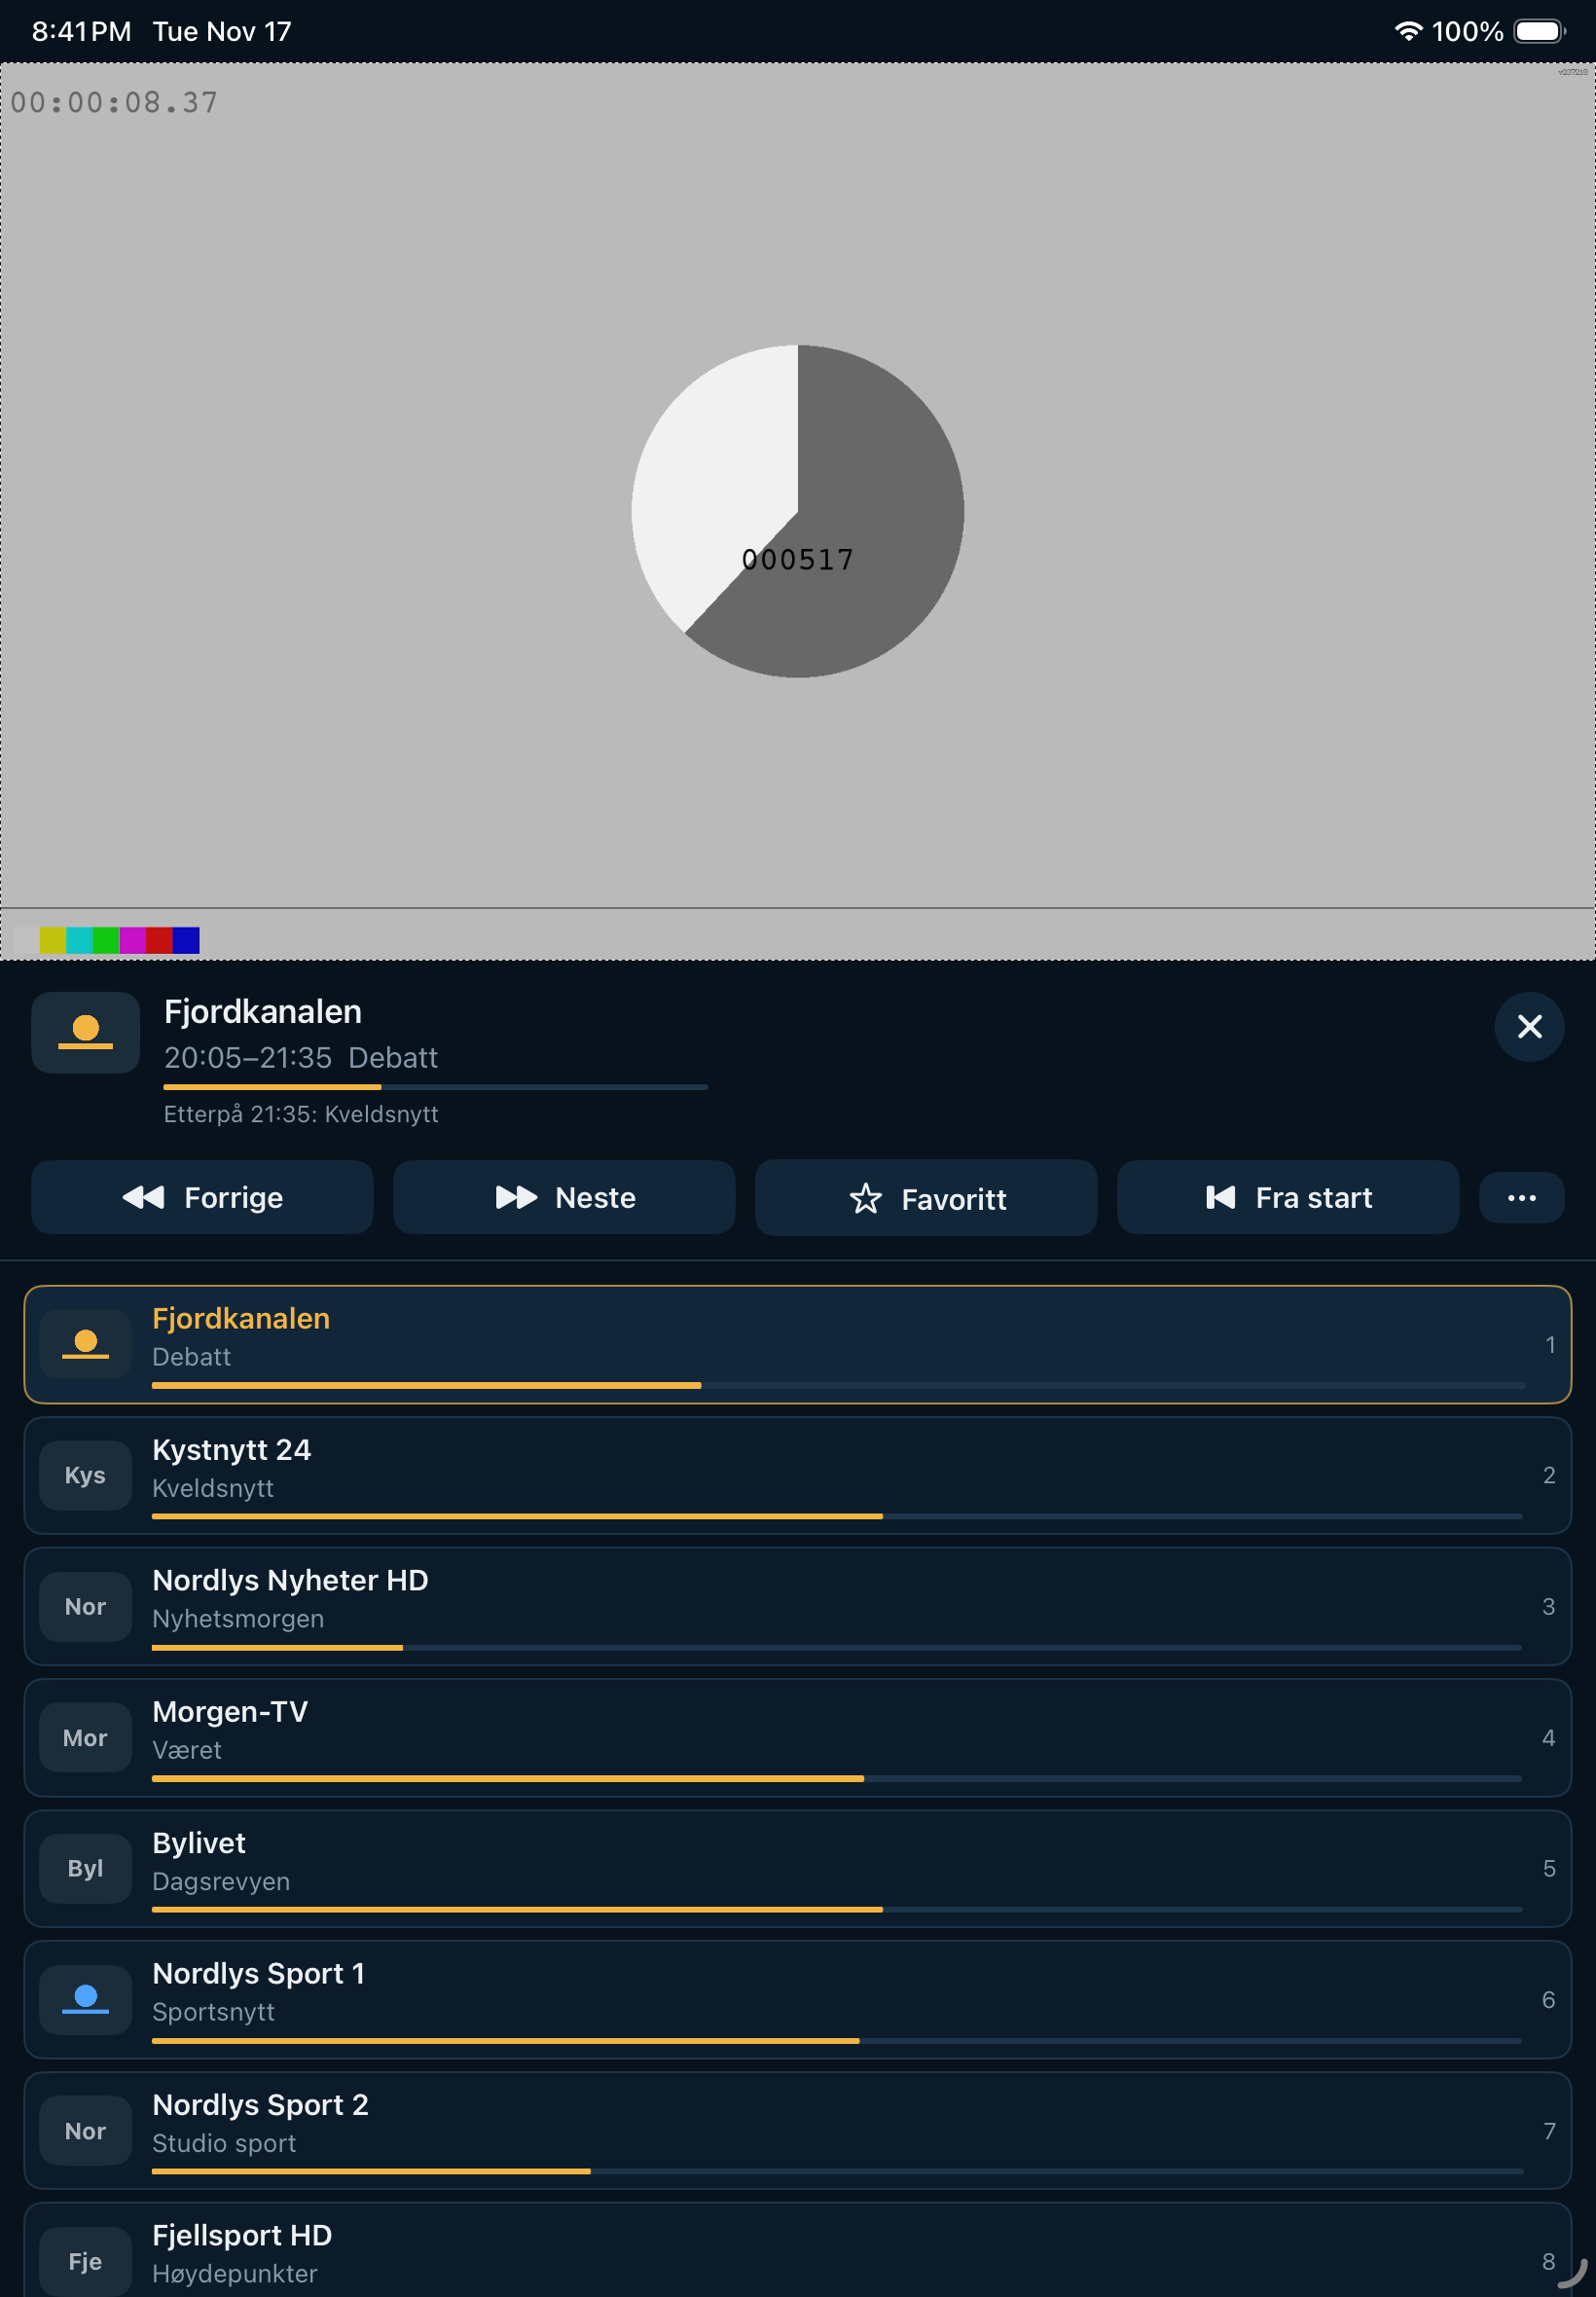 8:41 PM Tue Nov 17 100%
00:00:08.37
000517
Fjordkanalen
20:05–21:35 Debatt
Etterpå 21:35: Kveldsnytt
Forrige
Neste
Favoritt
Fra start
Fjordkanalen
Debatt
1
Kys
Kystnytt 24
Kveldsnytt
2
Nor
Nordlys Nyheter HD
Nyhetsmorgen
3
Mor
Morgen-TV
Været
4
Byl
Bylivet
Dagsrevyen
5
Nordlys Sport 1
Sportsnytt
6
Nor
Nordlys Sport 2
Studio sport
7
Fje
Fjellsport HD
Høydepunkter
8